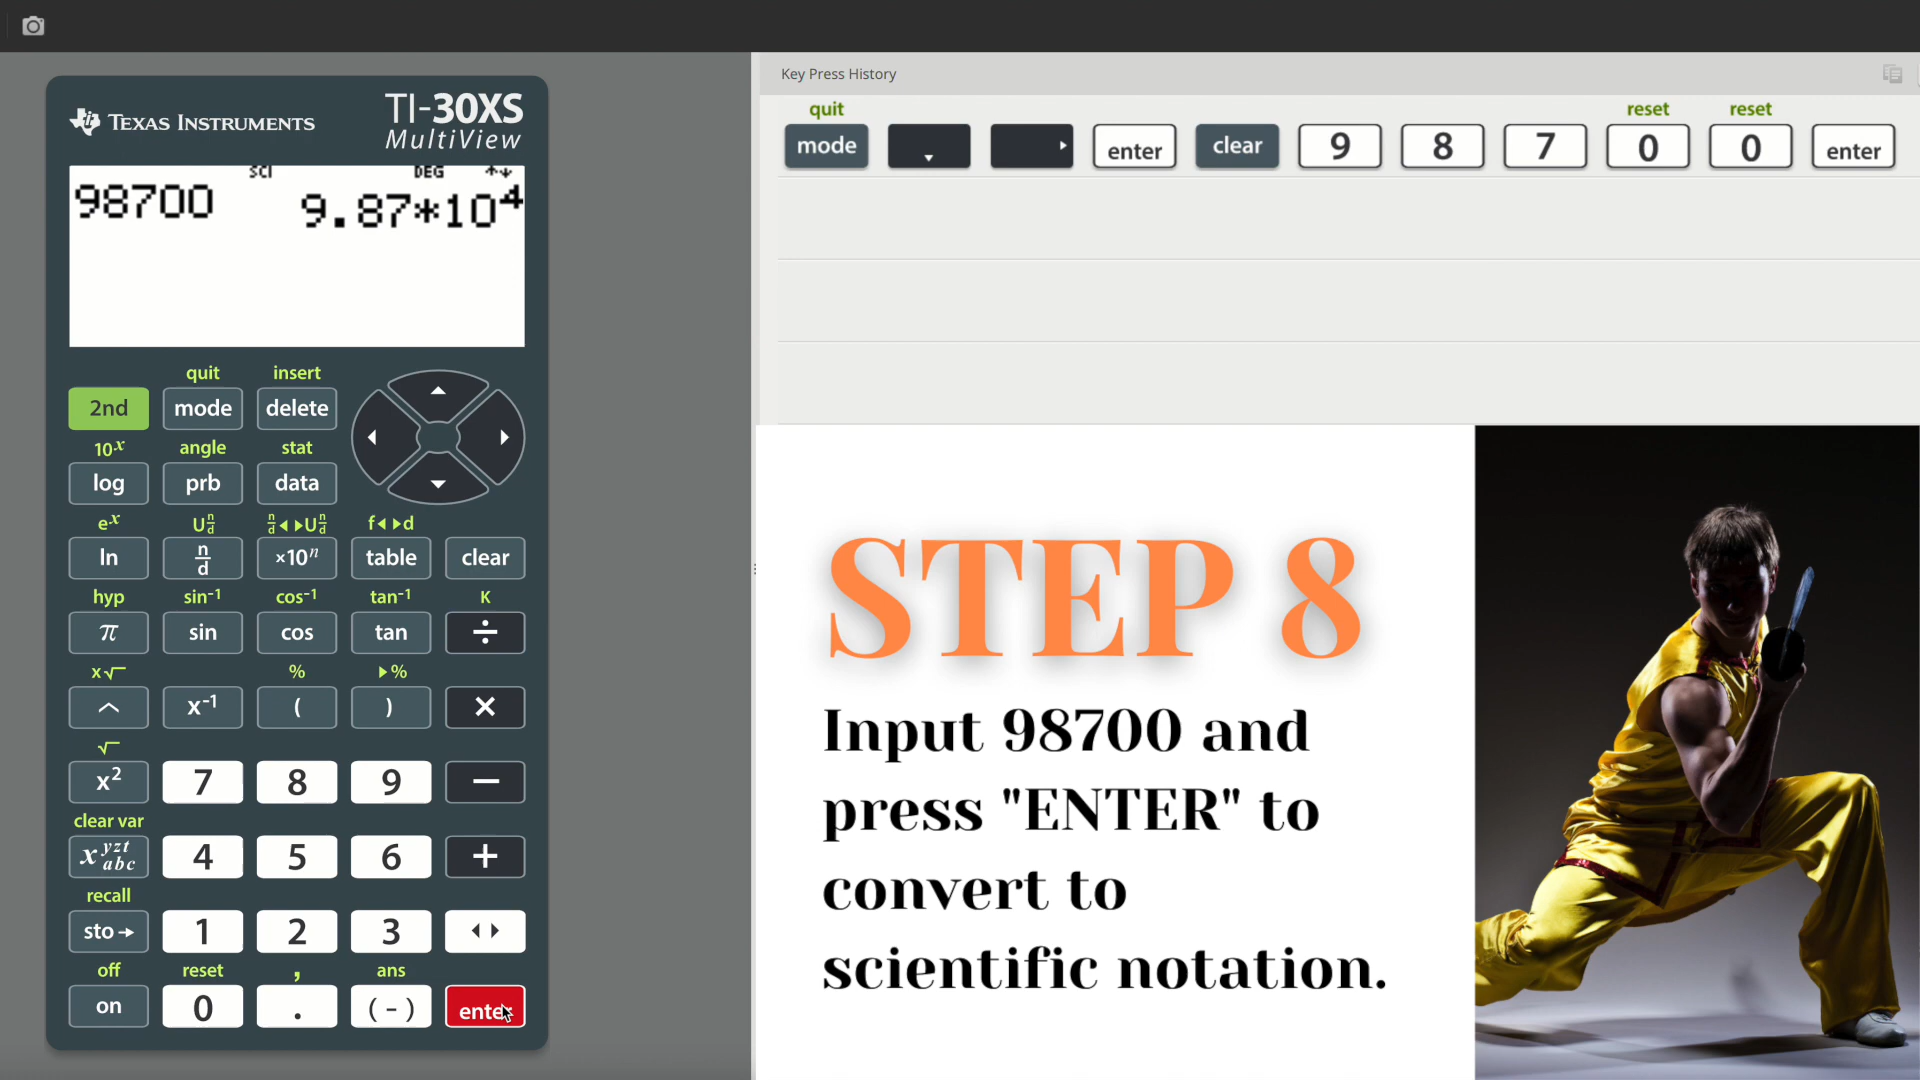 Key Press History
quit reset reset
mode enter clear 9 8 7 0 0 enter
TEXAS INSTRUMENTS
TI-30XS
MultiView
SCI DEG
98700 9.87*10⁴
quit insert
2nd mode delete
10ˣ angle stat
log prb data
eˣ U n/d n/d◄►U n/d f◄►d
ln n/d ×10ⁿ table clear
hyp sin⁻¹ cos⁻¹ tan⁻¹ K
π sin cos tan ÷
x√ % ►%
^ x⁻¹ ( ) ×
√
x² 7 8 9 −
clear var
x yzt abc 4 5 6 +
recall
sto→ 1 2 3 ◄►
off reset , ans
on 0 . (-) enter
STEP 8
Input 98700 and
press "ENTER" to
convert to
scientific notation.